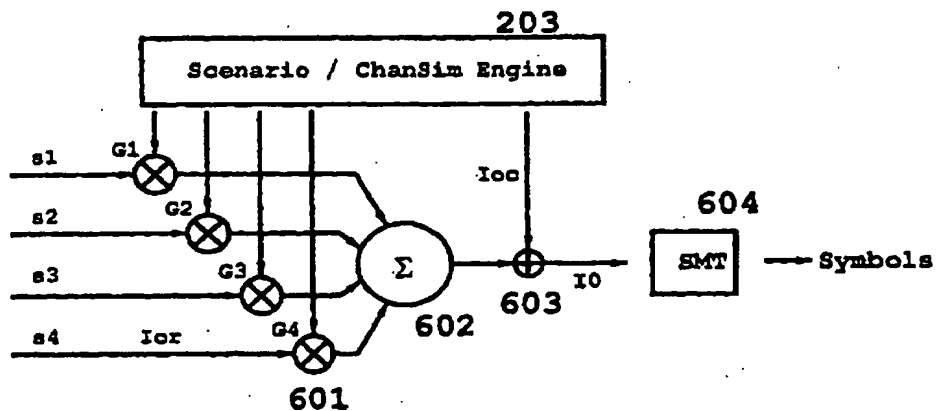 203
Scenario / ChanSim Engine
s1
G1
Ioc
s2
G2
604
s3
G3
Σ
SMT
Symbols
I0
603
s4
Ior
G4
602
601